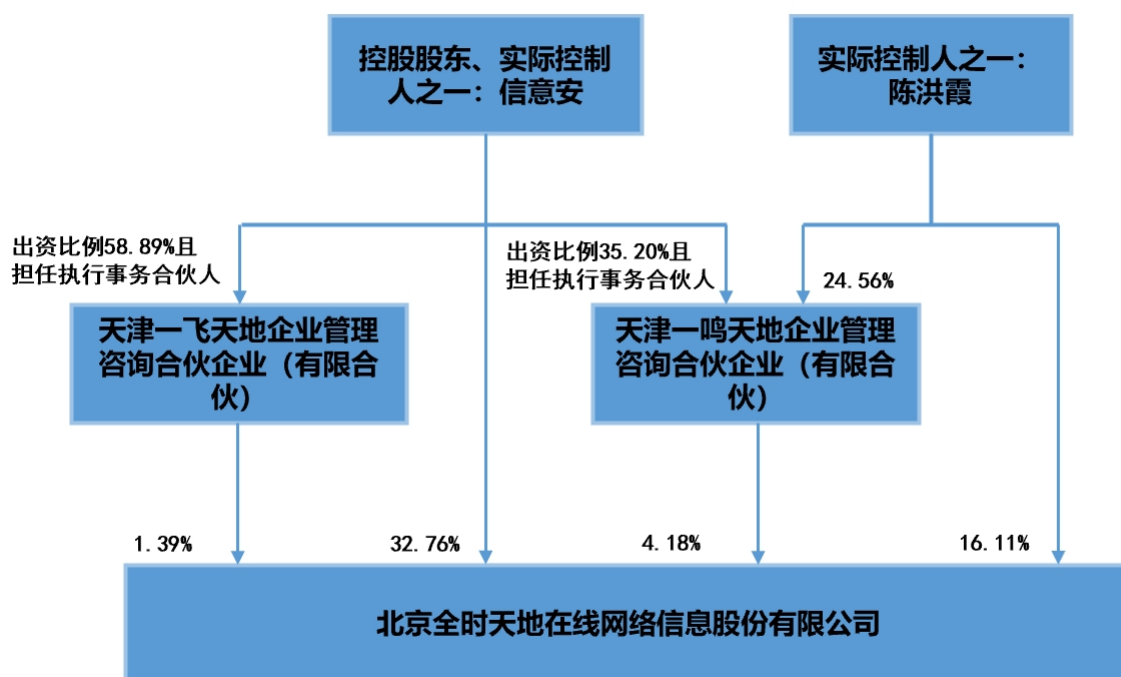 控股股东、实际控制
人之一：信意安
实际控制人之一：
陈洪霞
出资比例58.89%且
担任执行事务合伙人
出资比例35.20%且
担任执行事务合伙人
24.56%
天津一飞天地企业管理
咨询合伙企业（有限合
伙）
天津一鸣天地企业管理
咨询合伙企业（有限合
伙）
1.39%
32.76%
4.18%
16.11%
北京全时天地在线网络信息股份有限公司